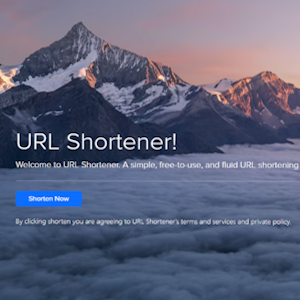 URL Shortener!
Welcome to URL Shortener. A simple, free-to-use, and fluid URL shortening
Shorten Now
By clicking shorten you are agreeing to URL Shortener's terms and services and private policy.